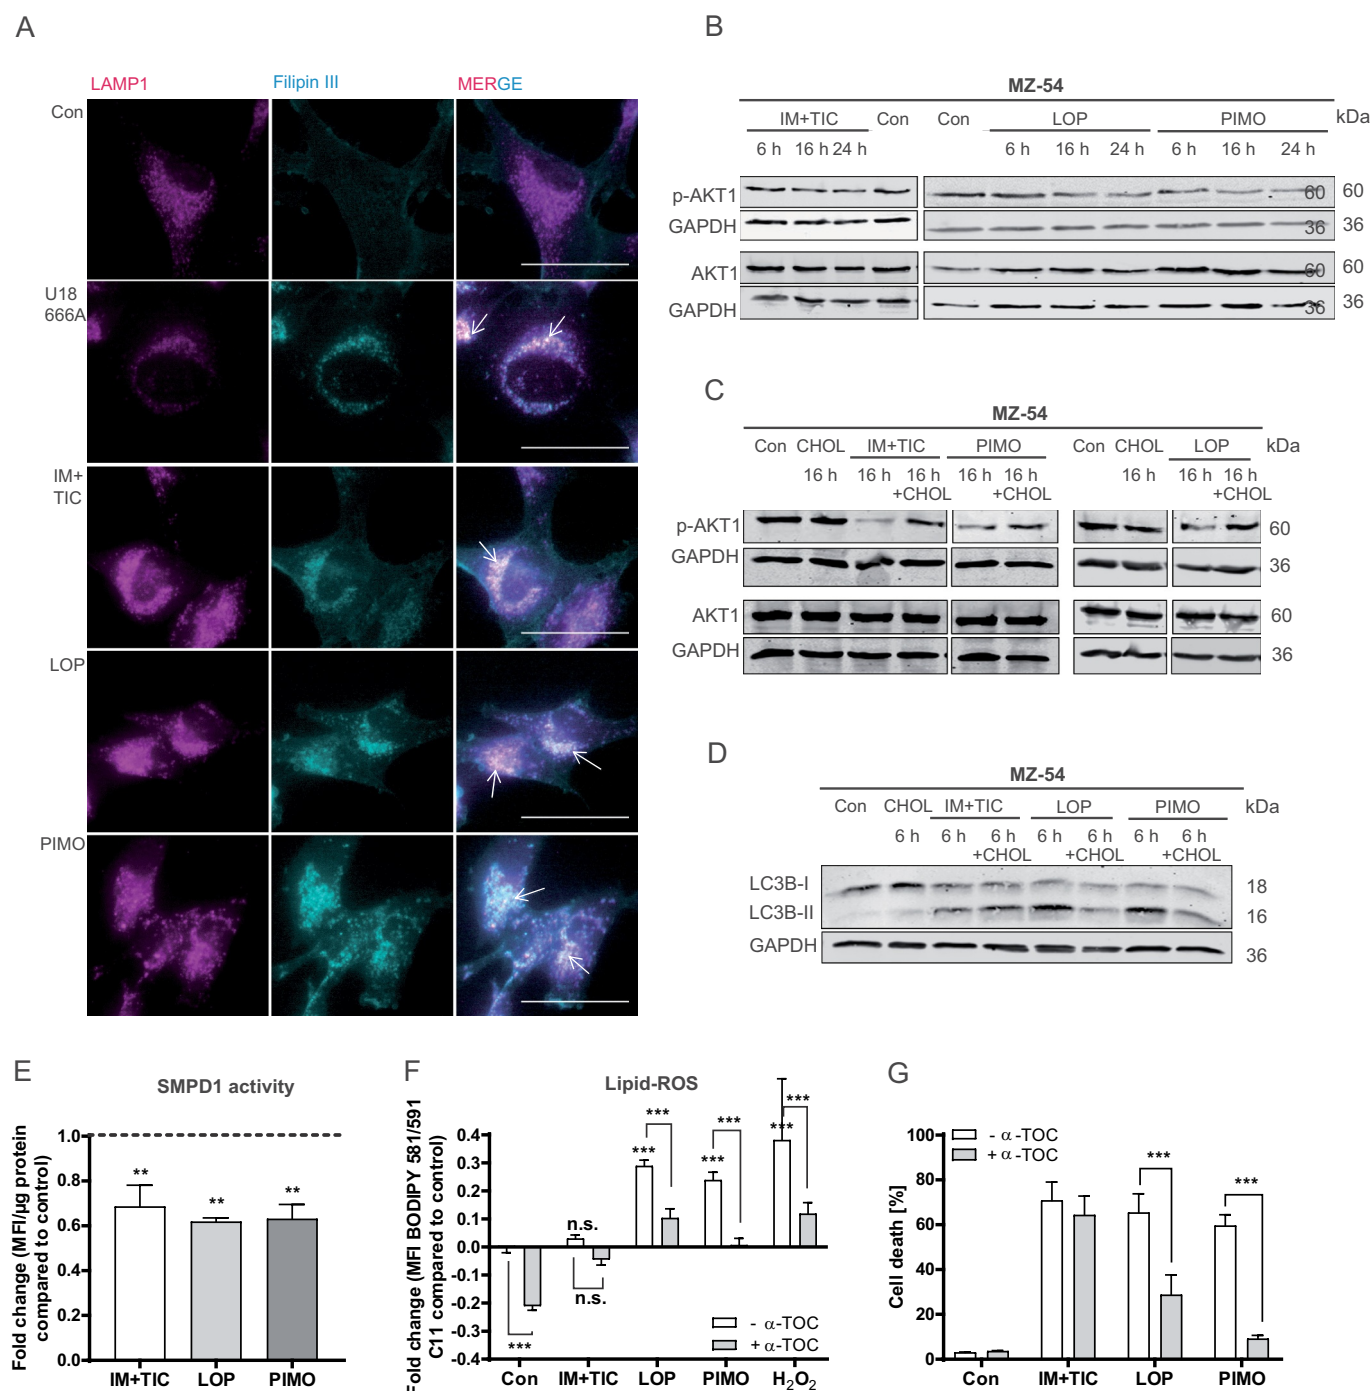 A
LAMP1 Filipin III MERGE
Con
U18
666A
IM+
TIC
LOP
PIMO
B
MZ-54
IM+TIC Con Con LOP PIMO kDa
6 h 16 h 24 h 6 h 16 h 24 h 6 h 16 h 24 h
p-AKT1 60 60
GAPDH 36 36
AKT1 60 60
GAPDH 36 36
C
MZ-54
Con CHOL IM+TIC PIMO Con CHOL LOP kDa
16 h 16 h 16 h 16 h 16 h 16 h 16 h 16 h
+CHOL +CHOL +CHOL
p-AKT1 60
GAPDH 36
AKT1 60
GAPDH 36
D
MZ-54
Con CHOL IM+TIC LOP PIMO kDa
6 h 6 h 6 h 6 h 6 h 6 h 6 h
+CHOL +CHOL +CHOL
LC3B-I 18
LC3B-II 16
GAPDH 36
E
SMPD1 activity
Fold change (MFI/µg protein
compared to control)
1.0
0.8
0.6
0.4
0.2
0.0
** ** **
IM+TIC LOP PIMO
F
Lipid-ROS
Fold change (MFI BODIPY 581/591
C11 compared to control)
0.4
0.3
0.2
0.1
0.0
-0.1
-0.2
-0.3
-0.4
*** *** ***
*** *** ***
n.s.
n.s.
***
- α-TOC
+ α-TOC
Con IM+TIC LOP PIMO H₂O₂
G
- α-TOC
+ α-TOC
Cell death [%]
100
80
60
40
20
0
*** ***
Con IM+TIC LOP PIMO